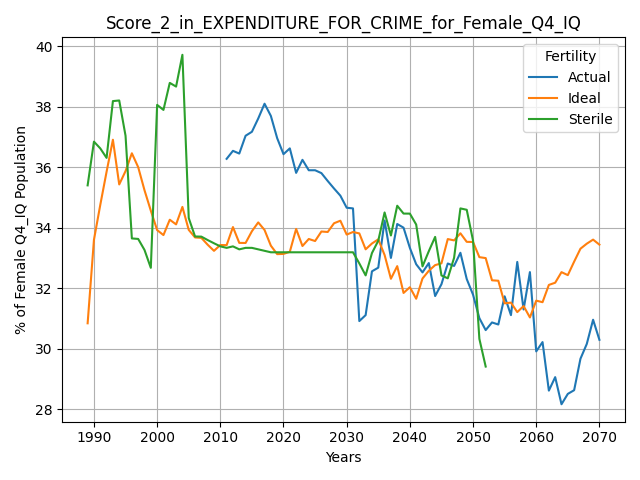 Score_2_in_EXPENDITURE_FOR_CRIME_for_Female_Q4_IQ
% of Female Q4_IQ Population
40
38
36
34
32
30
28
Fertility
Actual
Ideal
Sterile
1990 2000 2010 2020 2030 2040 2050 2060 2070
Years